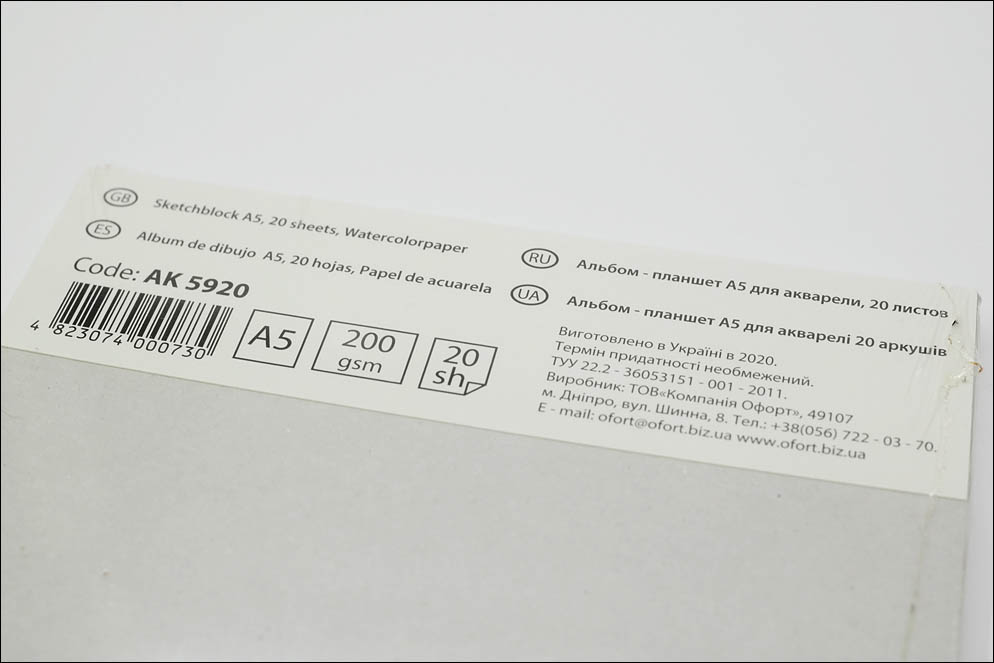 GB Sketchblock A5, 20 sheets, Watercolorpaper
ES Album de dibujo A5, 20 hojas, Papel de acuarela
Code: AK 5920
4 823074 000730
A5
200
gsm
20
sh
RU Альбом - планшет А5 для акварели, 20 листов
UA Альбом - планшет А5 для акварелі 20 аркушів
Виготовлено в Україні в 2020.
Термін придатності необмежений.
ТУУ 22.2 - 36053151 - 001 - 2011.
Виробник: ТОВ«Компанія Офорт», 49107
м. Дніпро, вул. Шинна, 8. Тел.: +38(056) 722 - 03 - 70.
E - mail: ofort@ofort.biz.ua www.ofort.biz.ua